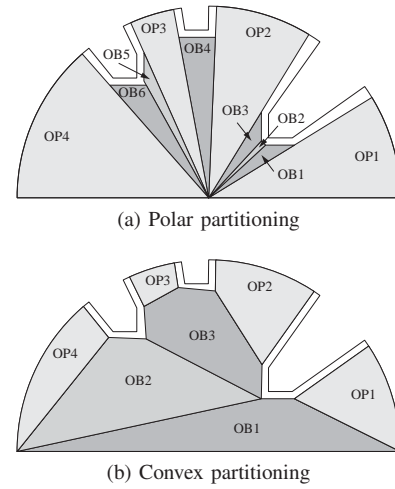 OP3
OP2
OB5
OB4
OB6
OB3
OB2
OP4
OP1
OB1
(a) Polar partitioning
OP3
OP2
OP4
OB3
OB2
OP1
OB1
(b) Convex partitioning